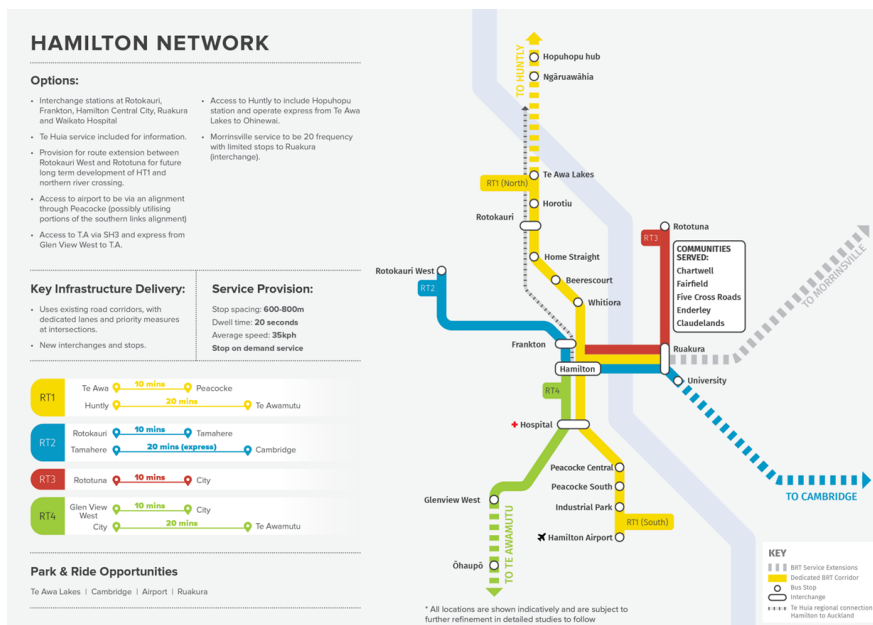 HAMILTON NETWORK
Options:
• Interchange stations at Rotokauri,
Frankton, Hamilton Central City, Ruakura
and Waikato Hospital
• Te Huia service included for information.
• Provision for route extension between
Rotokauri West and Rototuna for future
long term development of HT1 and
northern river crossing.
• Access to airport to be via an alignment
through Peacocke (possibly utilising
portions of the southern links alignment)
• Access to T.A via SH3 and express from
Glen View West to T.A.
• Access to Huntly to include Hopuhopu
station and operate express from Te Awa
Lakes to Ohinewai.
• Morrinsville service to be 20 frequency
with limited stops to Ruakura
(interchange).
Key Infrastructure Delivery:
• Uses existing road corridors, with
dedicated lanes and priority measures
at intersections.
• New interchanges and stops.
Service Provision:
Stop spacing: 600-800m
Dwell time: 20 seconds
Average speed: 35kph
Stop on demand service
RT1
Te Awa 10 mins Peacocke
Huntly 20 mins Te Awamutu
RT2
Rotokauri 10 mins Tamahere
Tamahere 20 mins (express) Cambridge
RT3
Rototuna 10 mins City
RT4
Glen View
West 10 mins City
City 20 mins Te Awamutu
Park & Ride Opportunities
Te Awa Lakes | Cambridge | Airport | Ruakura
TO HUNTLY
Hopuhopu hub
Ngāruawāhia
Te Awa Lakes
RT1 (North)
Horotiu
Rotokauri
Home Straight
Beerescourt
Whitiora
Rotokauri West
RT2
Frankton
Hamilton
RT4
Rototuna
RT3
COMMUNITIES
SERVED:
Chartwell
Fairfield
Five Cross Roads
Enderley
Claudelands
Ruakura
University
TO MORRINSVILLE
TO CAMBRIDGE
Hospital
Peacocke Central
Peacocke South
Industrial Park
RT1 (South)
Hamilton Airport
Glenview West
Ōhaupō
TO TE AWAMUTU
* All locations are shown indicatively and are subject to
further refinement in detailed studies to follow
KEY
BRT Service Extensions
Dedicated BRT Corridor
Bus Stop
Interchange
Te Huia regional connection
Hamilton to Auckland